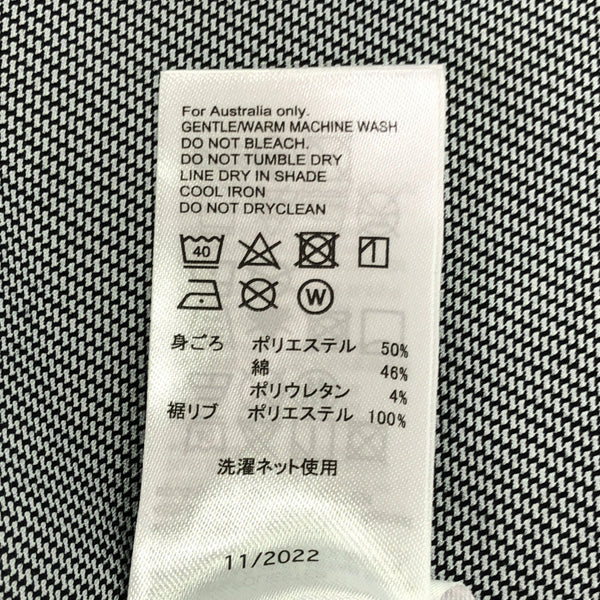 For Australia only.
GENTLE/WARM MACHINE WASH
DO NOT BLEACH.
DO NOT TUMBLE DRY
LINE DRY IN SHADE
COOL IRON
DO NOT DRYCLEAN
40
W
身ごろ ポリエステル 50%
綿 46%
ポリウレタン 4%
裾リブ ポリエステル 100%
洗濯ネット使用
11/2022